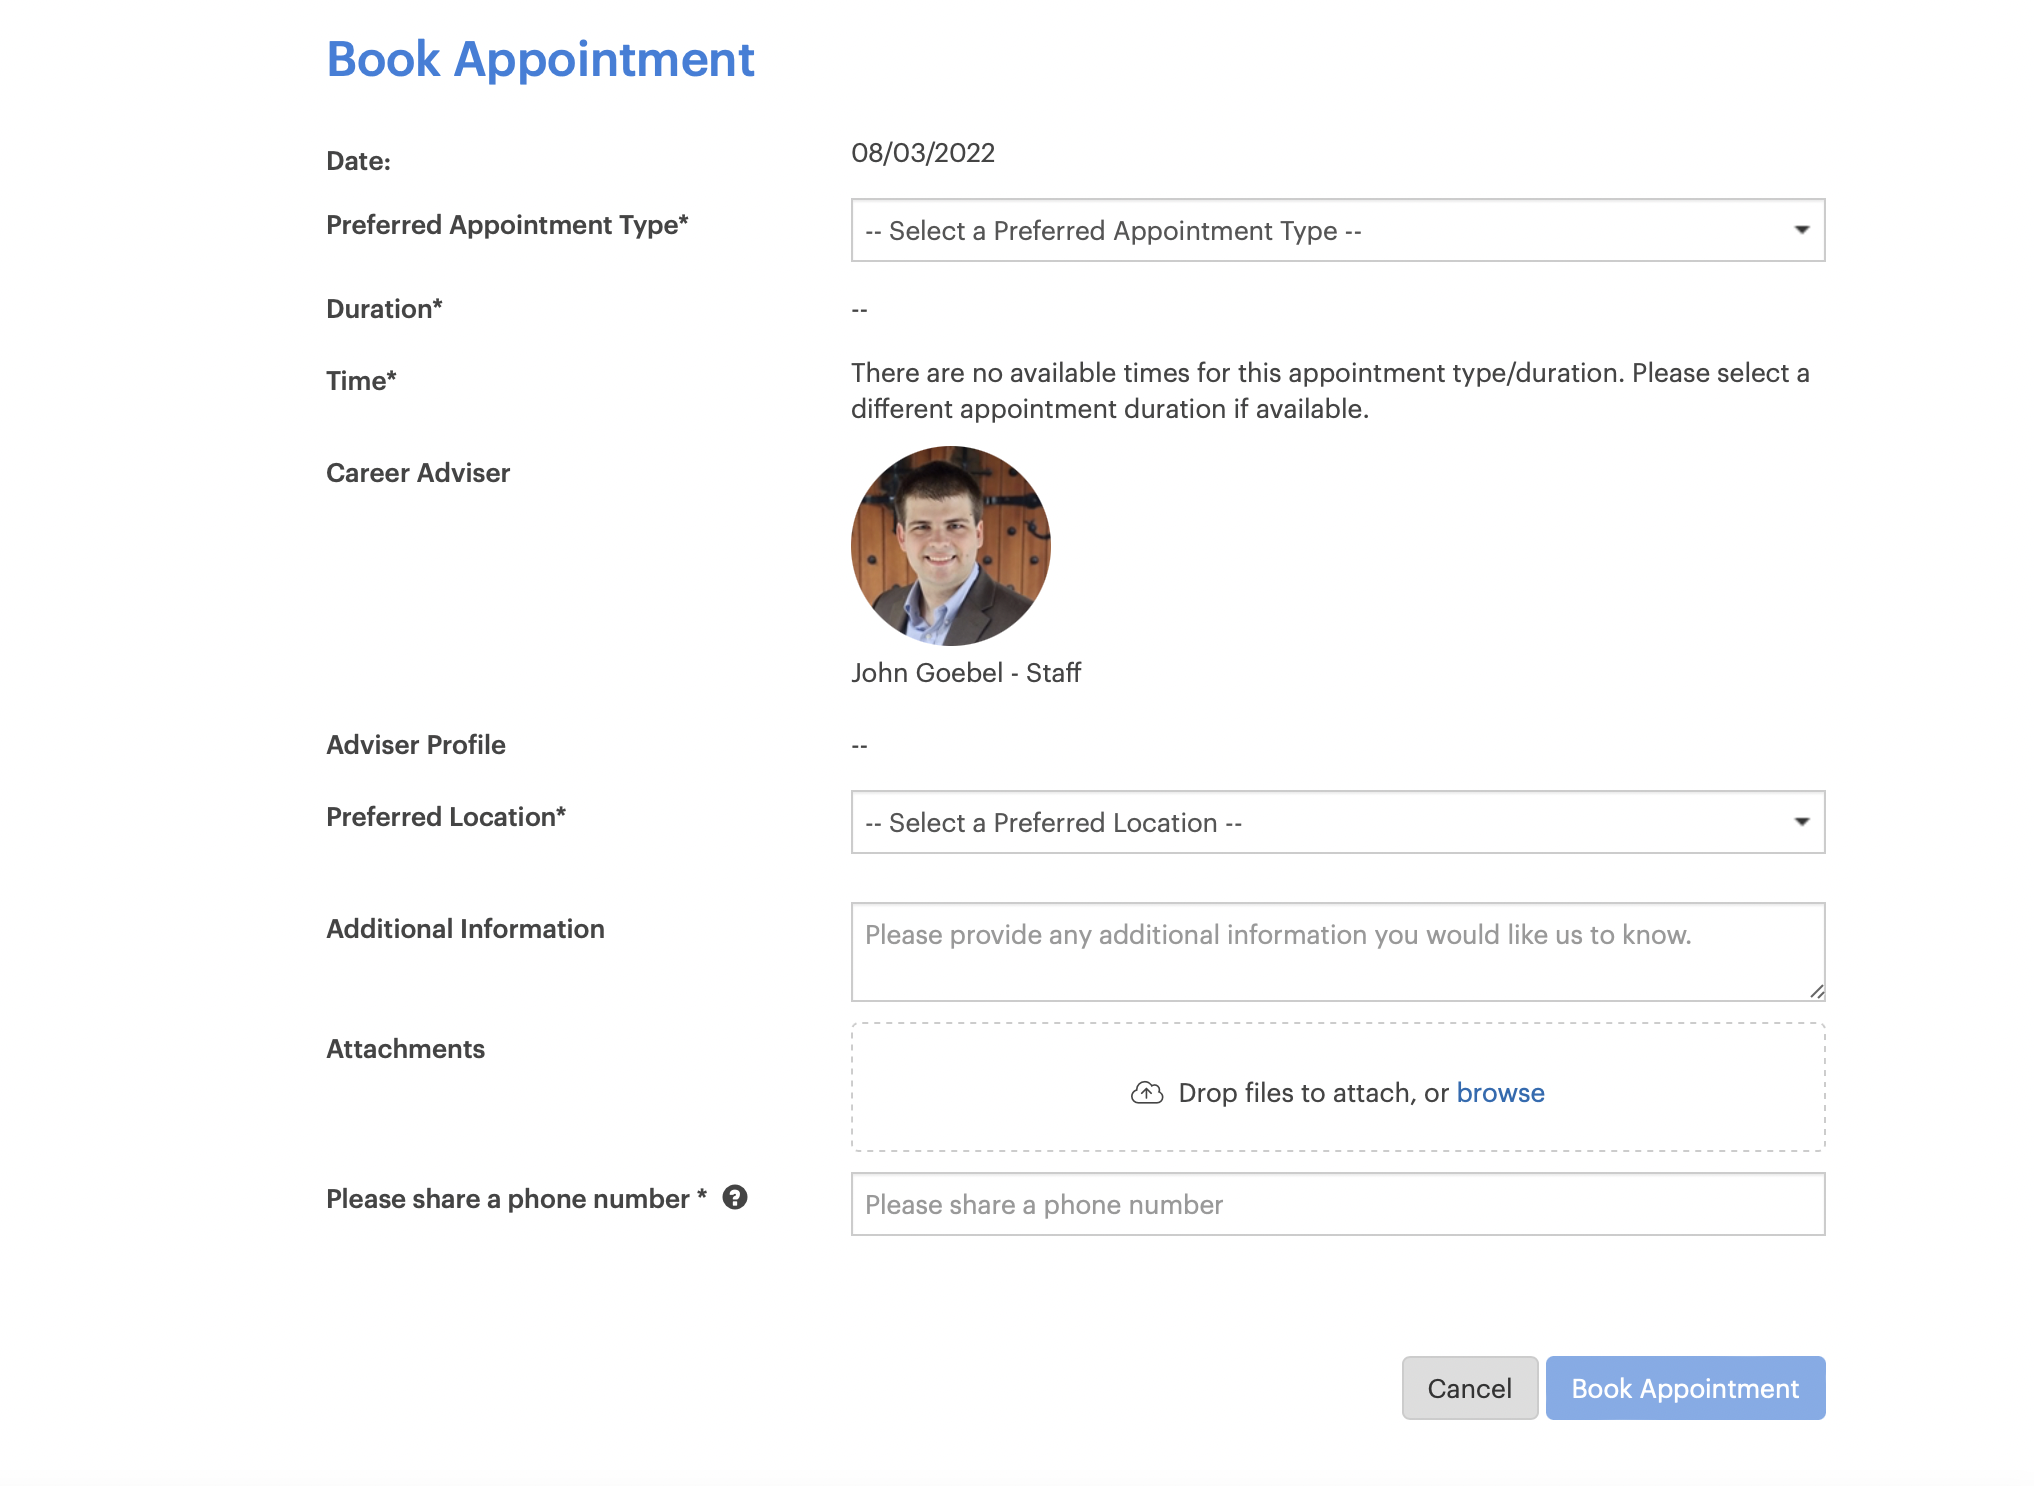 Book Appointment
Date:
08/03/2022
Preferred Appointment Type*
-- Select a Preferred Appointment Type --
Duration*
--
Time*
There are no available times for this appointment type/duration. Please select a
different appointment duration if available.
Career Adviser
John Goebel - Staff
Adviser Profile
--
Preferred Location*
-- Select a Preferred Location --
Additional Information
Please provide any additional information you would like us to know.
Attachments
Drop files to attach, or browse
Please share a phone number * ?
Please share a phone number
Cancel
Book Appointment